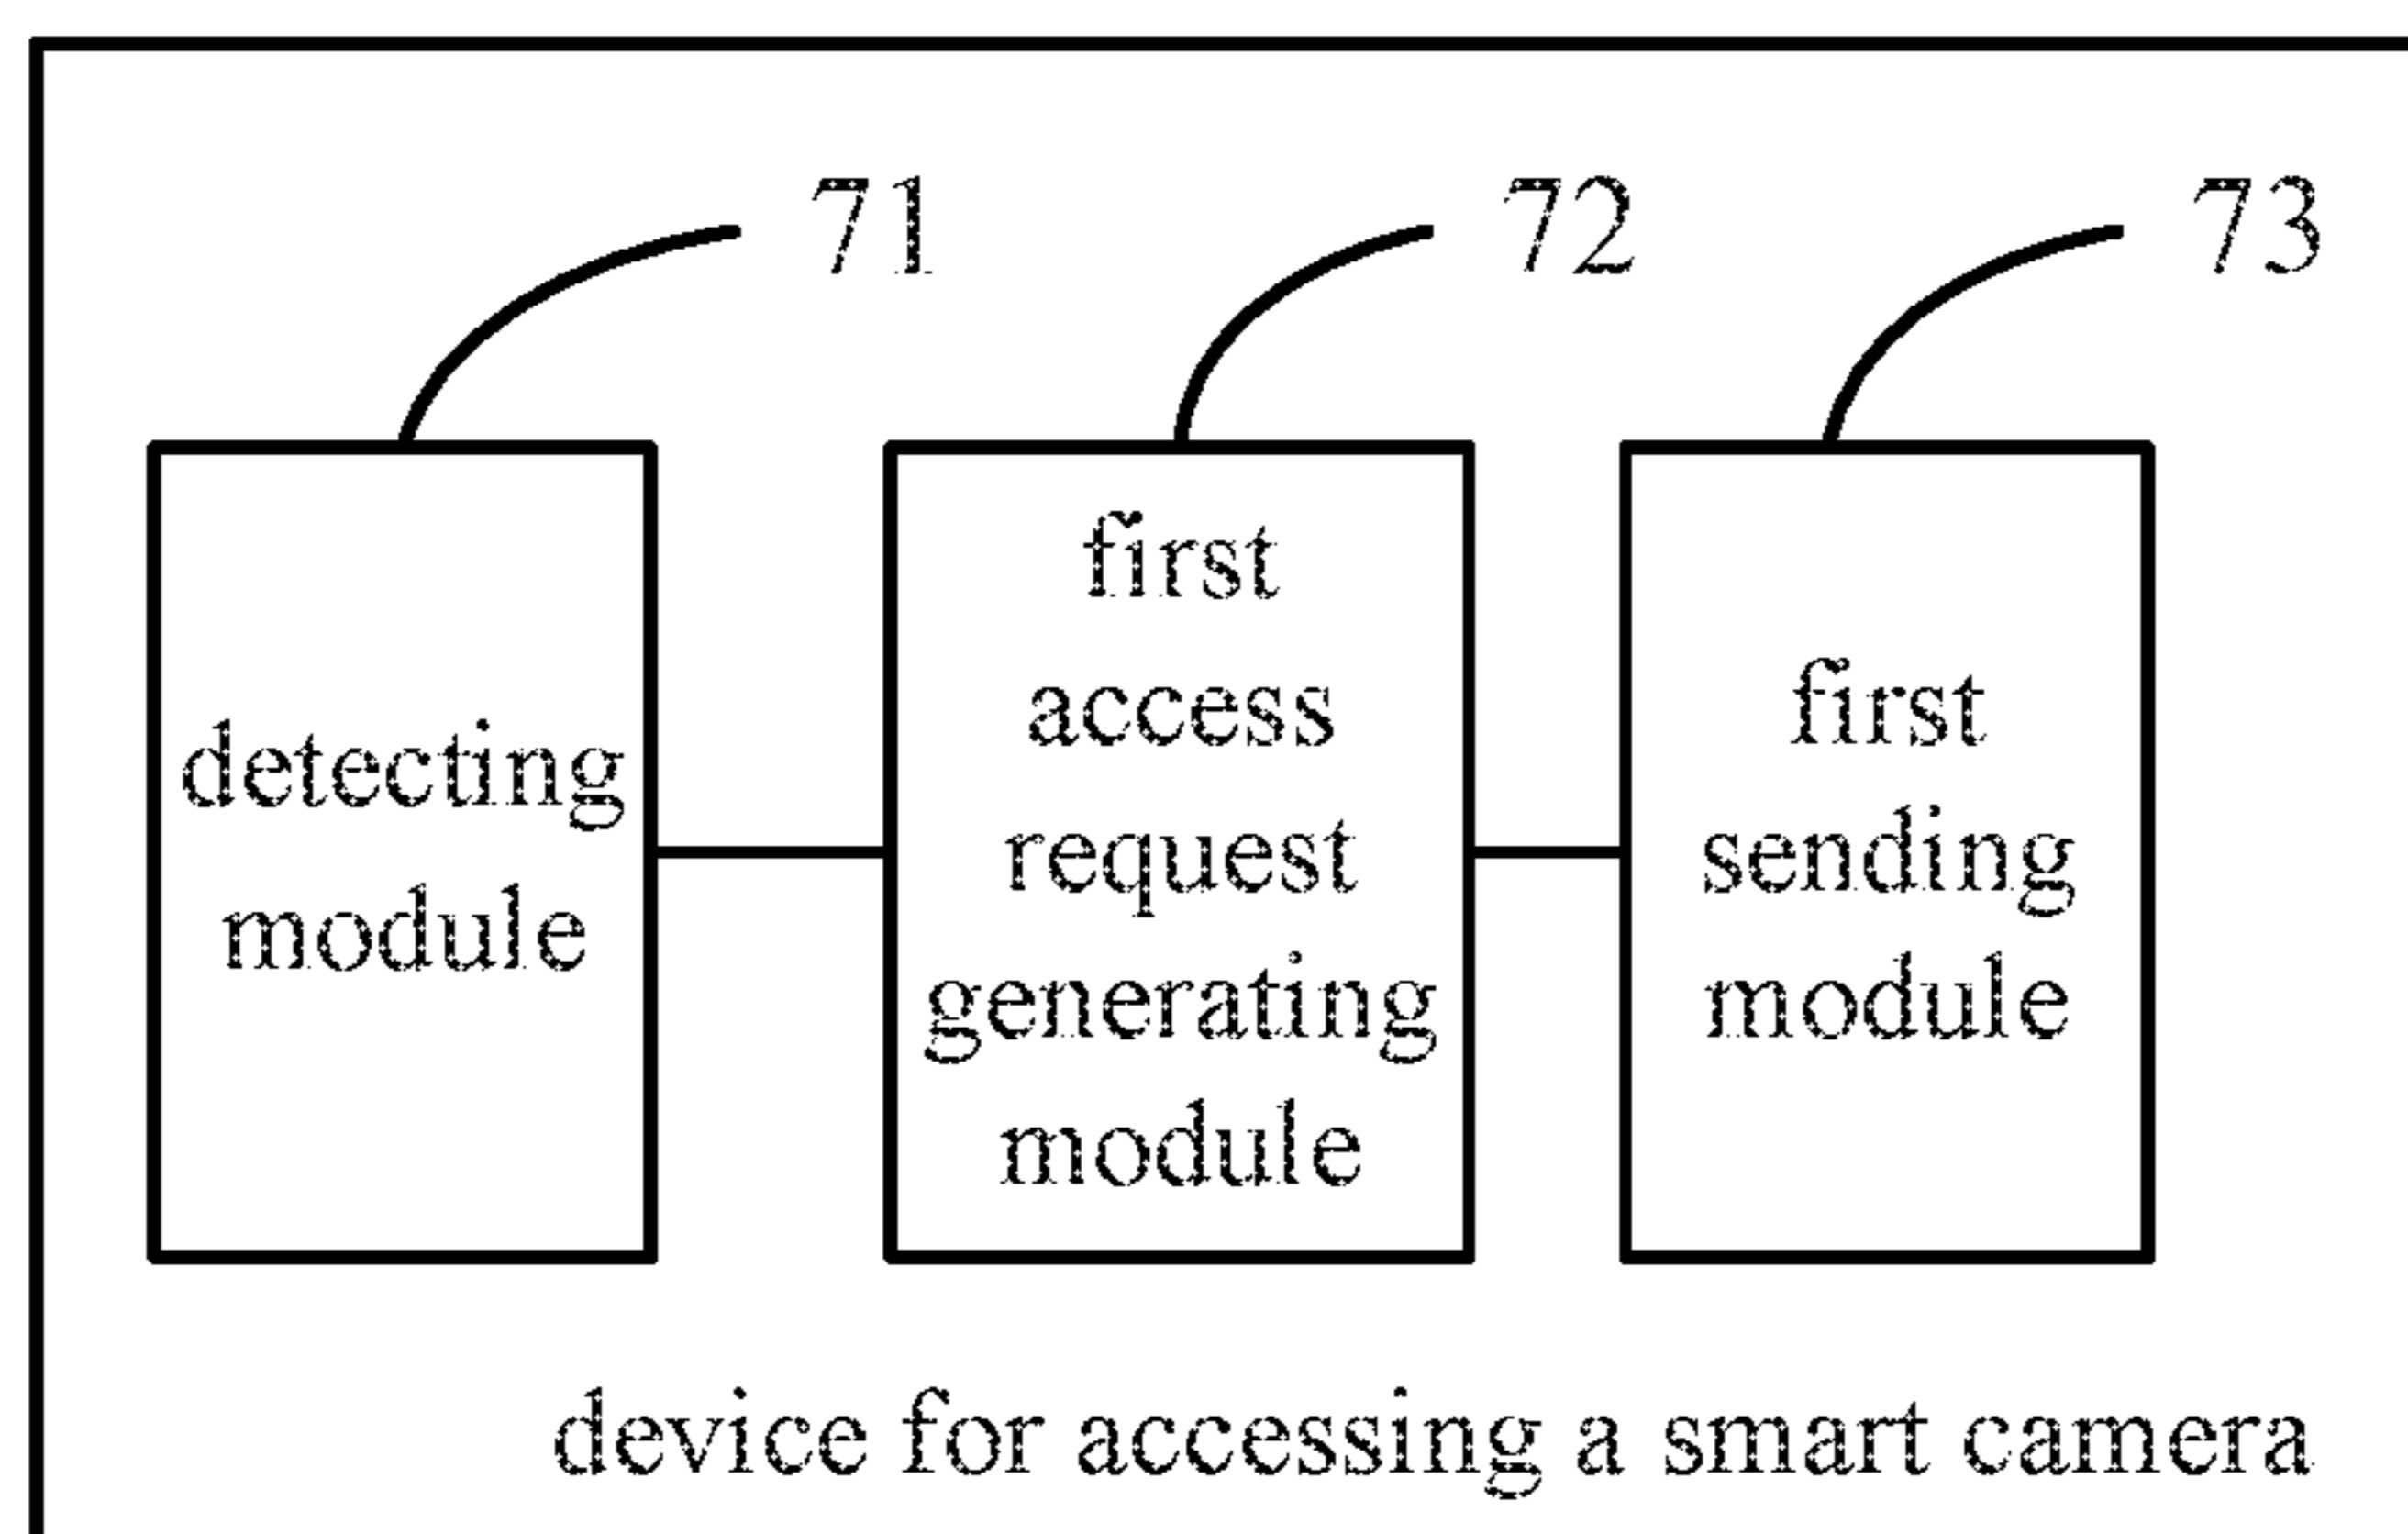 71
72
73
detecting
module
first
access
request
generating
module
first
sending
module
device for accessing a smart camera